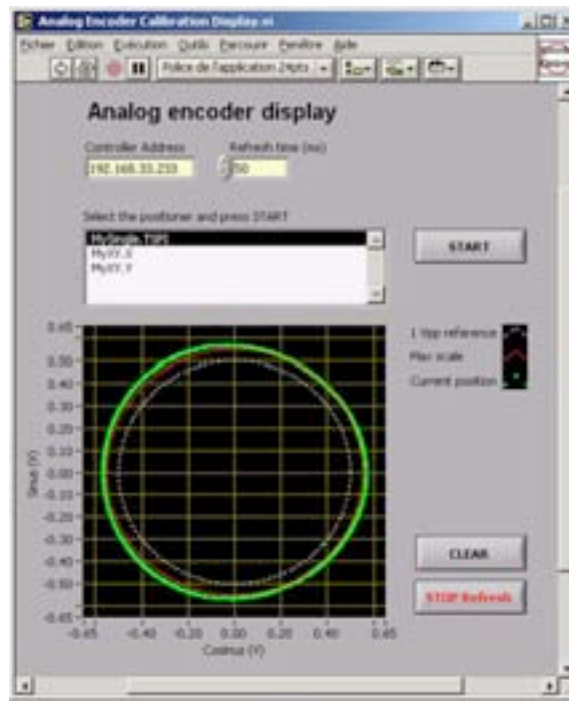 Analog Encoder Calibration Display.vi
Fichier Edition Exécution Outils Parcourir Fenêtre Aide
Police de l'application 24pts
Analog encoder display
Controller Address
Refresh time (ms)
192.168.33.233
50
Select the positioner and press START
MyXY.X
MyXY.Y
START
1 Vpp reference
Max scale
Current position
0.65
0.50
0.40
0.30
0.20
0.10
0.00
-0.10
-0.20
-0.30
-0.40
-0.50
-0.65
Sinus (V)
-0.65 -0.40 -0.20 0.00 0.20 0.40 0.65
Cosinus (V)
CLEAR
STOP Refresh